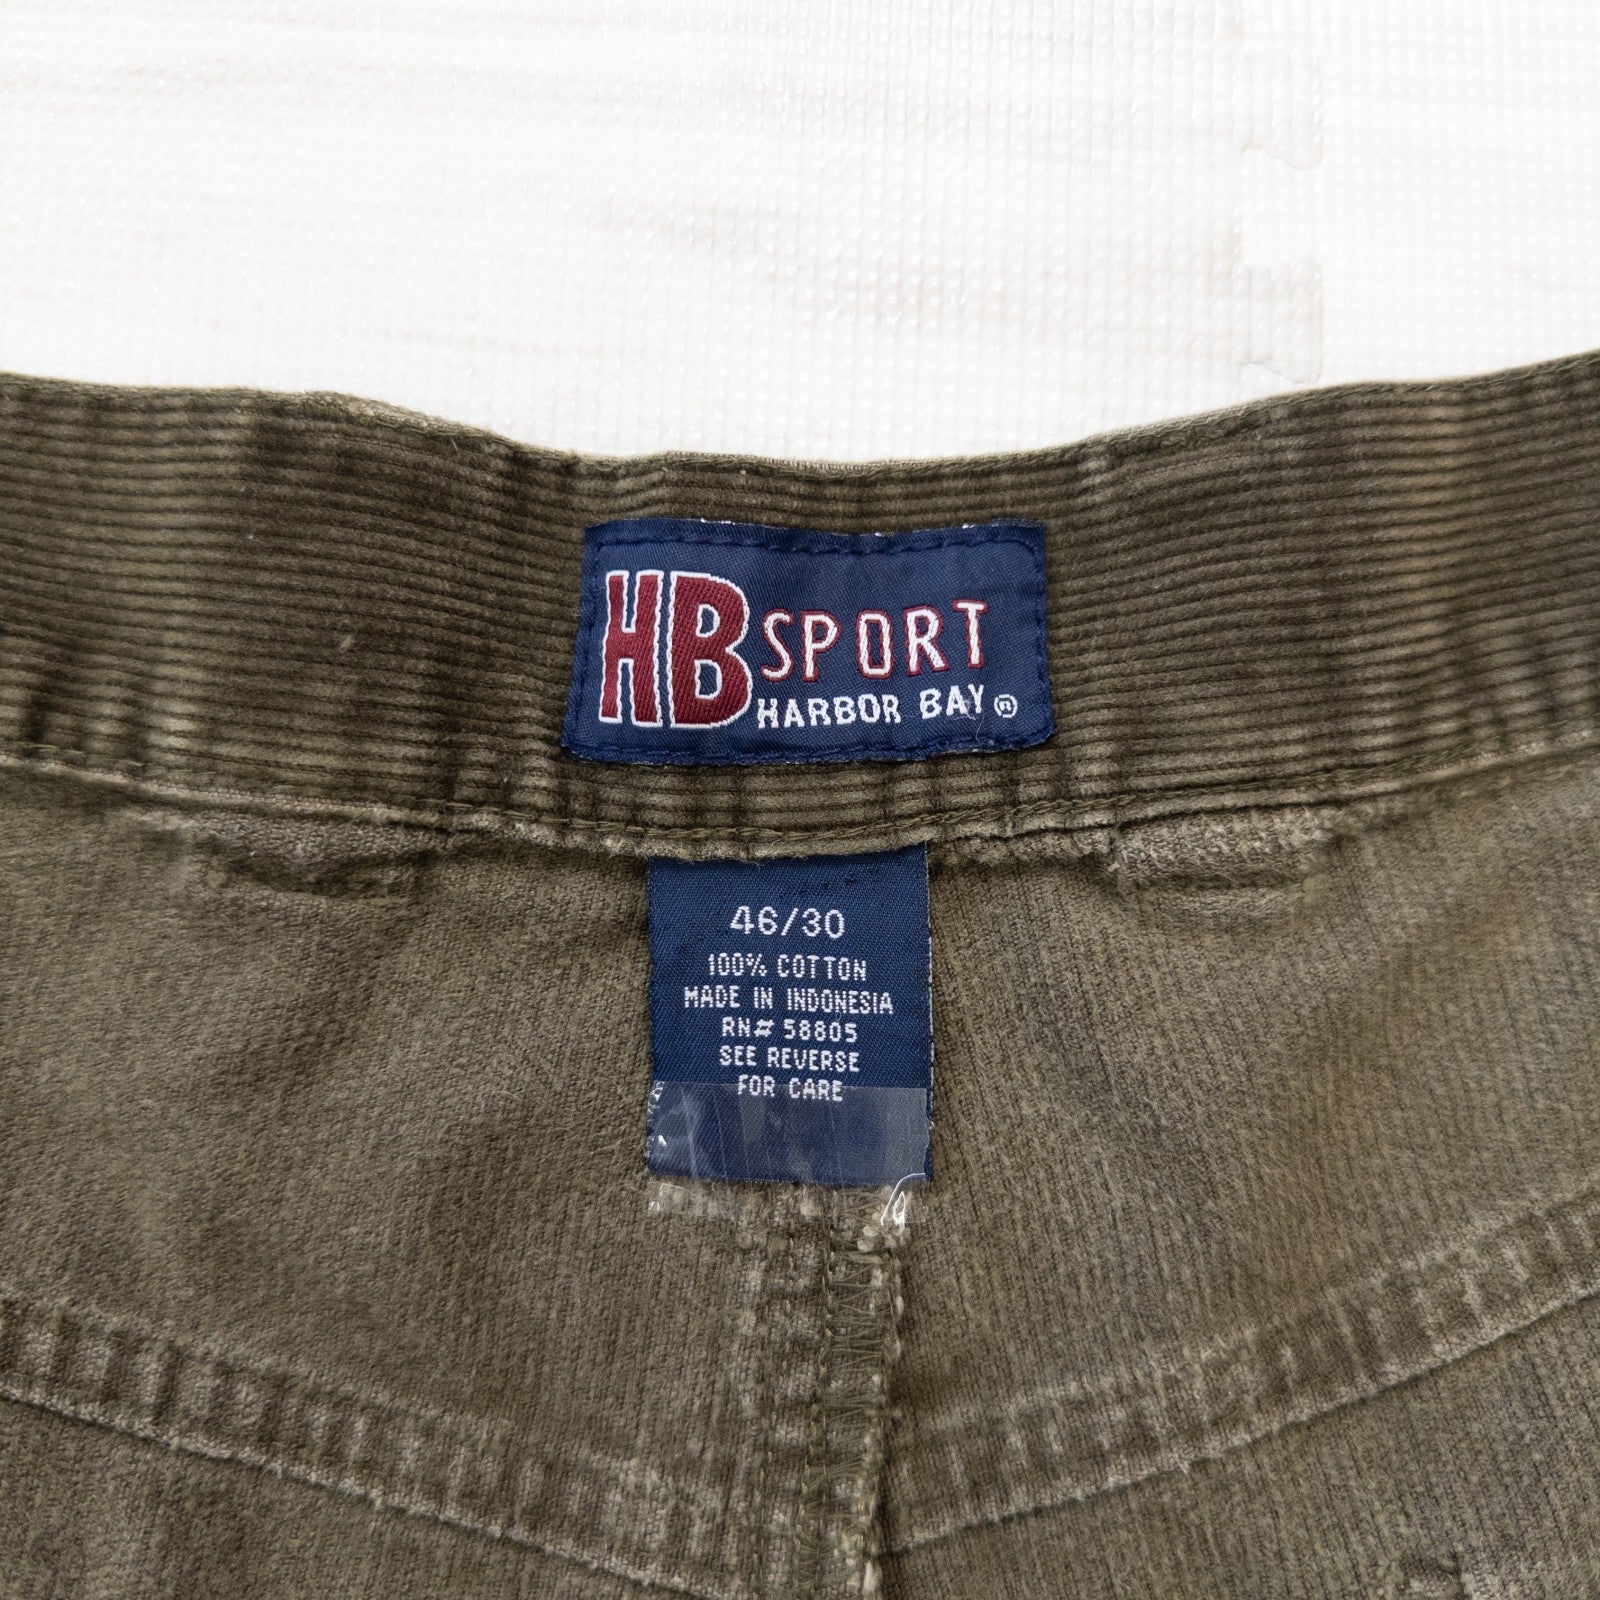 HB SPORT
HARBOR BAY ®
46/30
100% COTTON
MADE IN INDONESIA
RN# 58805
SEE REVERSE
FOR CARE